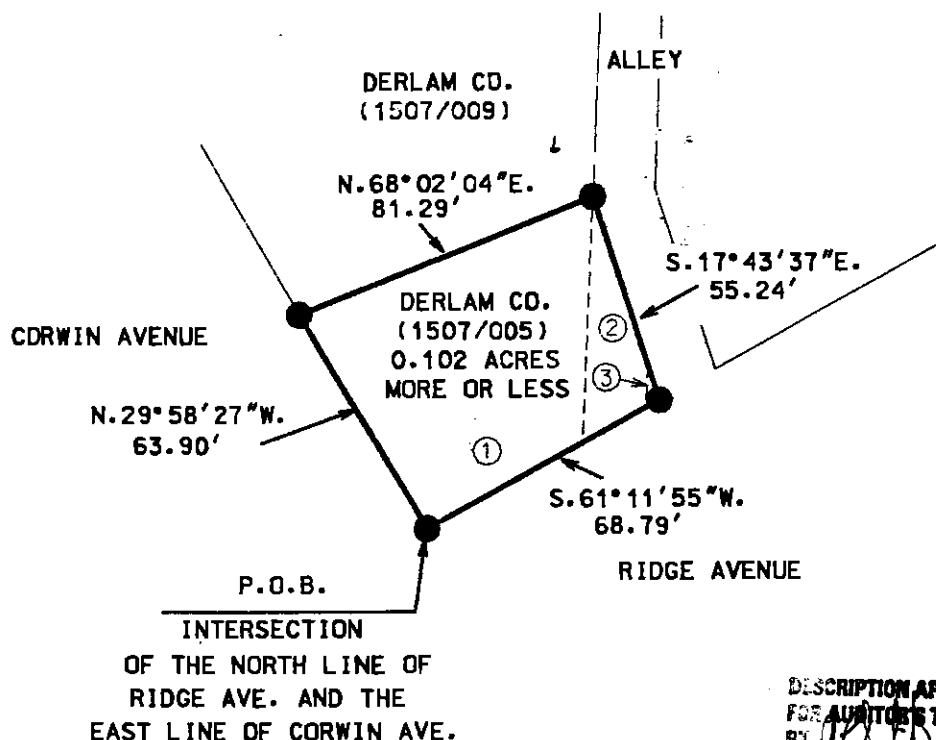 ALLEY
DERLAM CO.
(1507/009)
N.68°02'04"E.
81.29'
S.17°43'37"E.
55.24'
DERLAM CO.
(1507/005)
0.102 ACRES
MORE OR LESS
CORWIN AVENUE
N.29°58'27"W.
63.90'
②
③
①
S.61°11'55"W.
68.79'
RIDGE AVENUE
P.O.B.
INTERSECTION
OF THE NORTH LINE OF
RIDGE AVE. AND THE
EAST LINE OF CORWIN AVE.
DESCRIPTION
FOR AUDITOR'S
BY